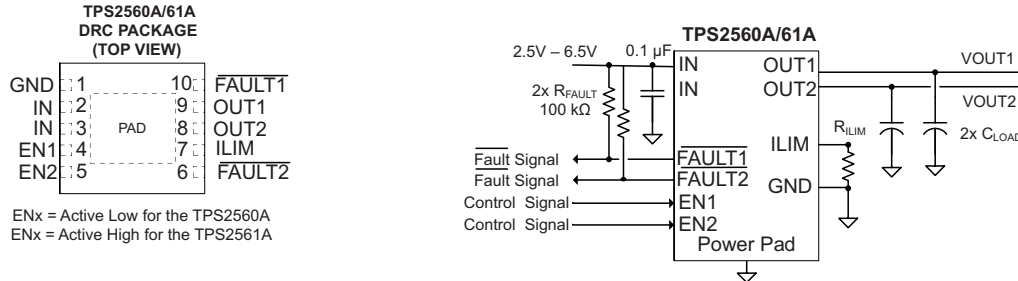 TPS2560A/61A
DRC PACKAGE
(TOP VIEW)
GND 1
IN 2
IN 3
EN1 4
EN2 5
PAD
10 FAULT1
9 OUT1
8 OUT2
7 ILIM
6 FAULT2
ENx = Active Low for the TPS2560A
ENx = Active High for the TPS2561A
TPS2560A/61A
2.5V – 6.5V
0.1 µF
2x RFAULT
100 kΩ
Fault Signal
Fault Signal
Control Signal
Control Signal
IN
IN
FAULT1
FAULT2
EN1
EN2
Power Pad
OUT1
OUT2
ILIM
GND
RILIM
VOUT1
VOUT2
2x CLOAD